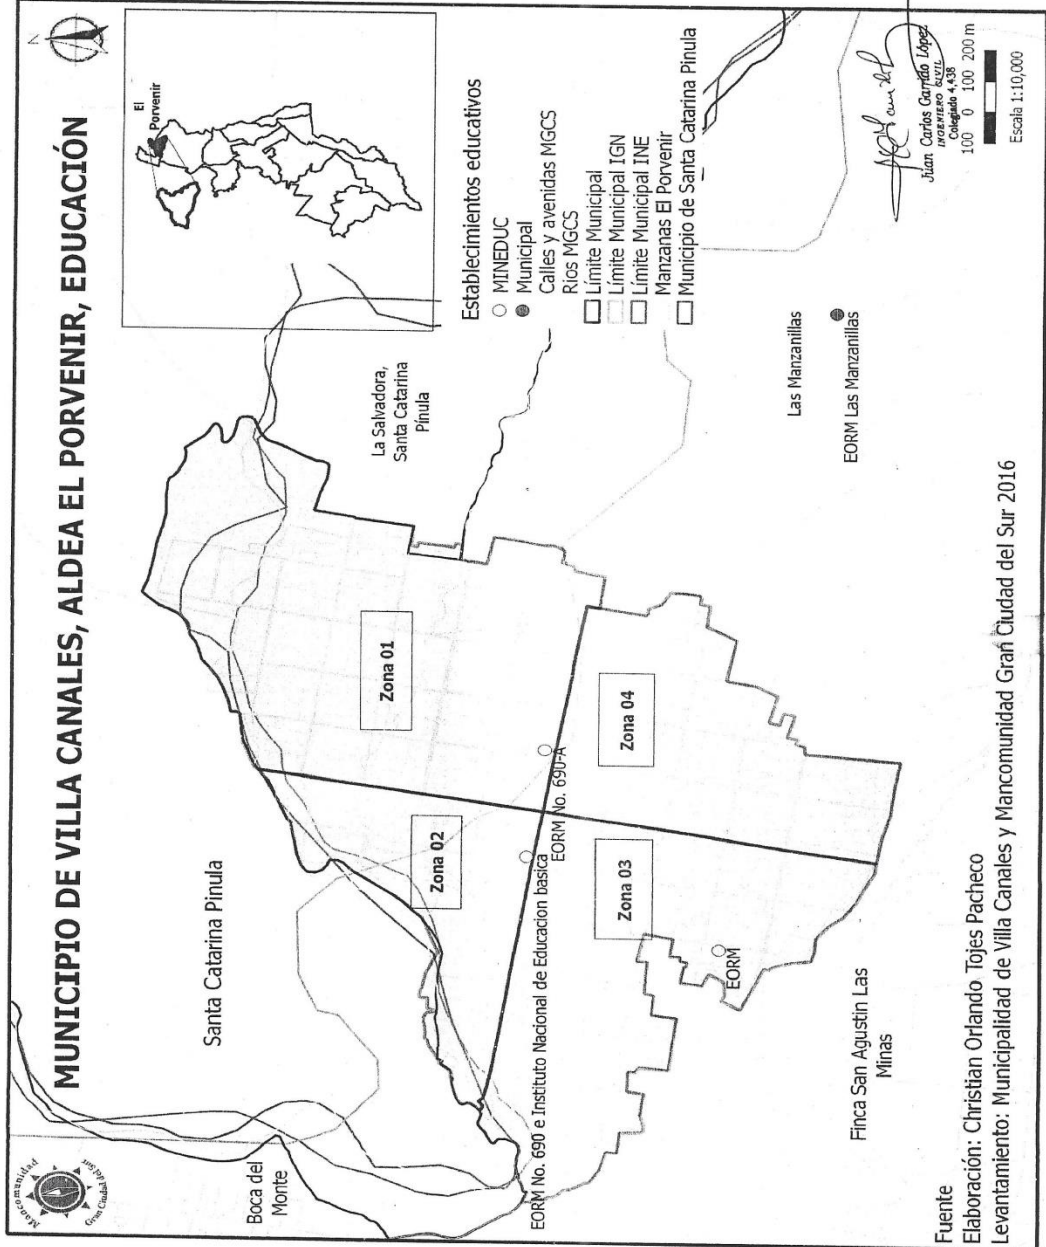 MUNICIPIO DE VILLA CANALES, ALDEA EL PORVENIR, EDUCACIÓN
Mancomunidad
Gran Ciudad del Sur
N
El
Porvenir
Santa Catarina Pinula
Boca del
Monte
La Salvadora,
Santa Catarina
Pínula
Zona 01
Zona 02
EORM No. 690-A
EORM No. 690 e Instituto Nacional de Educacion basica
Zona 03
Zona 04
EORM
Finca San Agustin Las
Minas
Las Manzanillas
EORM Las Manzanillas
Establecimientos educativos
MINEDUC
Municipal
Calles y avenidas MGCS
Rios MGCS
Límite Municipal
Límite Municipal IGN
Límite Municipal INE
Manzanas El Porvenir
Municipio de Santa Catarina Pinula
Juan Carlos Garrido López
INGENIERO CIVIL
Colegiado 4,438
100 0 100 200 m
Escala 1:10,000
Fuente
Elaboración: Christian Orlando Tojes Pacheco
Levantamiento: Municipalidad de Villa Canales y Mancomunidad Gran Ciudad del Sur 2016